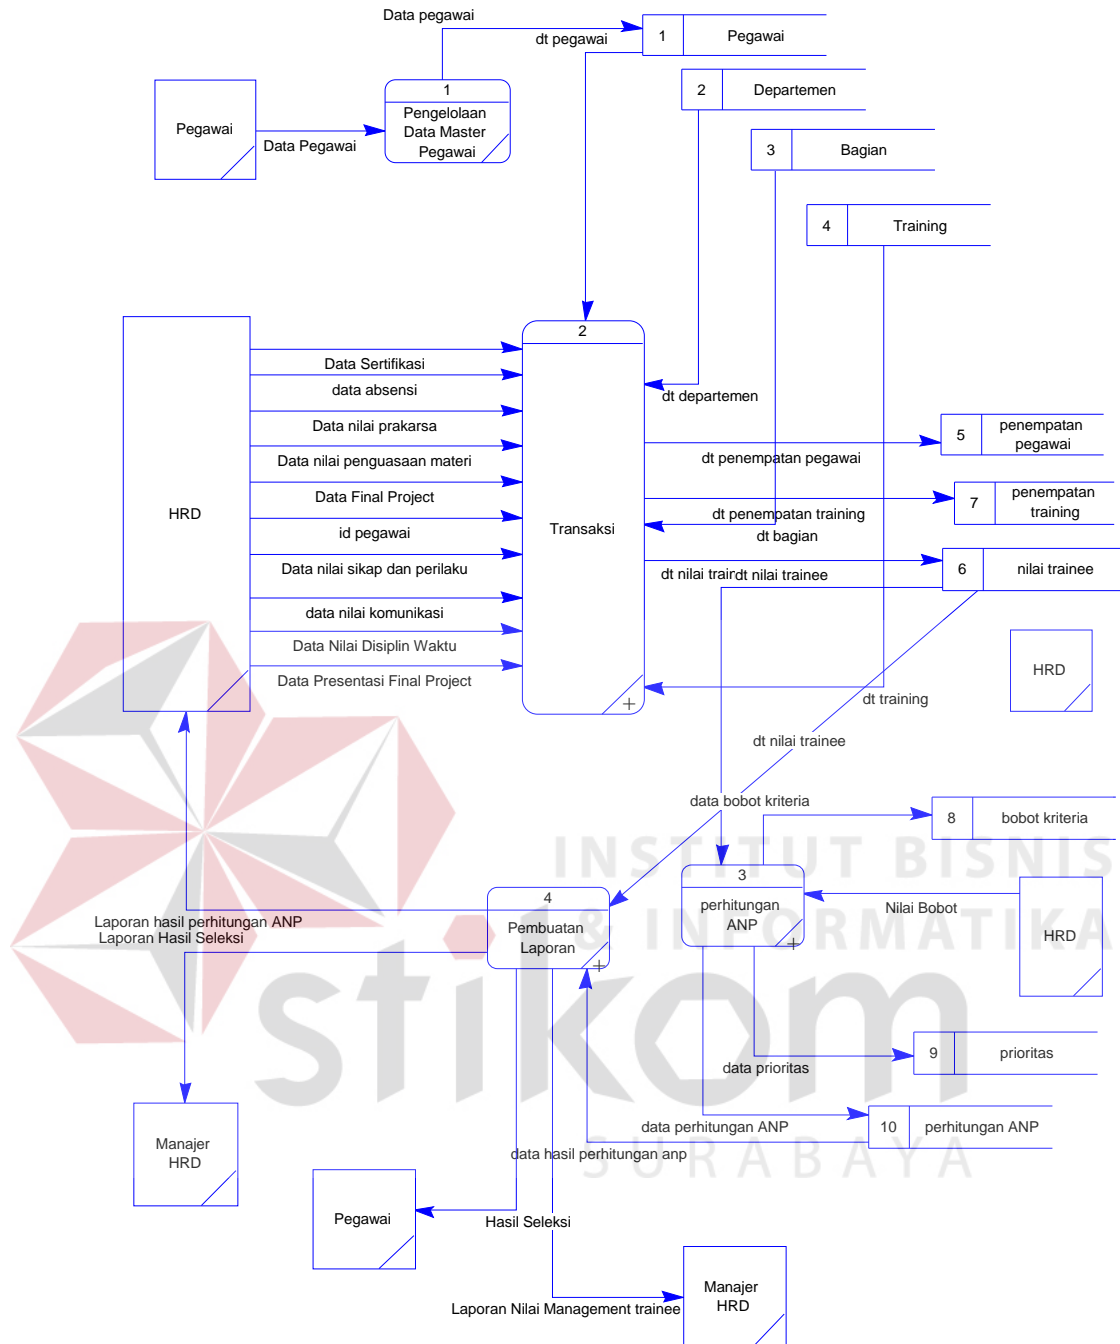 Data pegawai
dt pegawai
1
Pegawai
2
Departemen
1
Pengelolaan
Data Master
Pegawai
Pegawai
Data Pegawai
3
Bagian
4
Training
2
Transaksi
HRD
Data Sertifikasi
data absensi
Data nilai prakarsa
Data nilai penguasaan materi
Data Final Project
id pegawai
Data nilai sikap dan perilaku
data nilai komunikasi
Data Nilai Disiplin Waktu
Data Presentasi Final Project
dt departemen
5
penempatan
pegawai
dt penempatan pegawai
7
penempatan
training
dt penempatan training
dt bagian
6
nilai trainee
dt nilai trainee
HRD
dt training
dt nilai trainee
data bobot kriteria
8
bobot kriteria
INSTITUT BISNIS
& INFORMATIKA
3
perhitungan
ANP
Nilai Bobot
HRD
4
Pembuatan
Laporan
Laporan hasil perhitungan ANP
Laporan Hasil Seleksi
stikom
9
prioritas
data prioritas
10
perhitungan ANP
data perhitungan ANP
data hasil perhitungan anp
SURABAYA
Manajer
HRD
Pegawai
Hasil Seleksi
Manajer
HRD
Laporan Nilai Management trainee